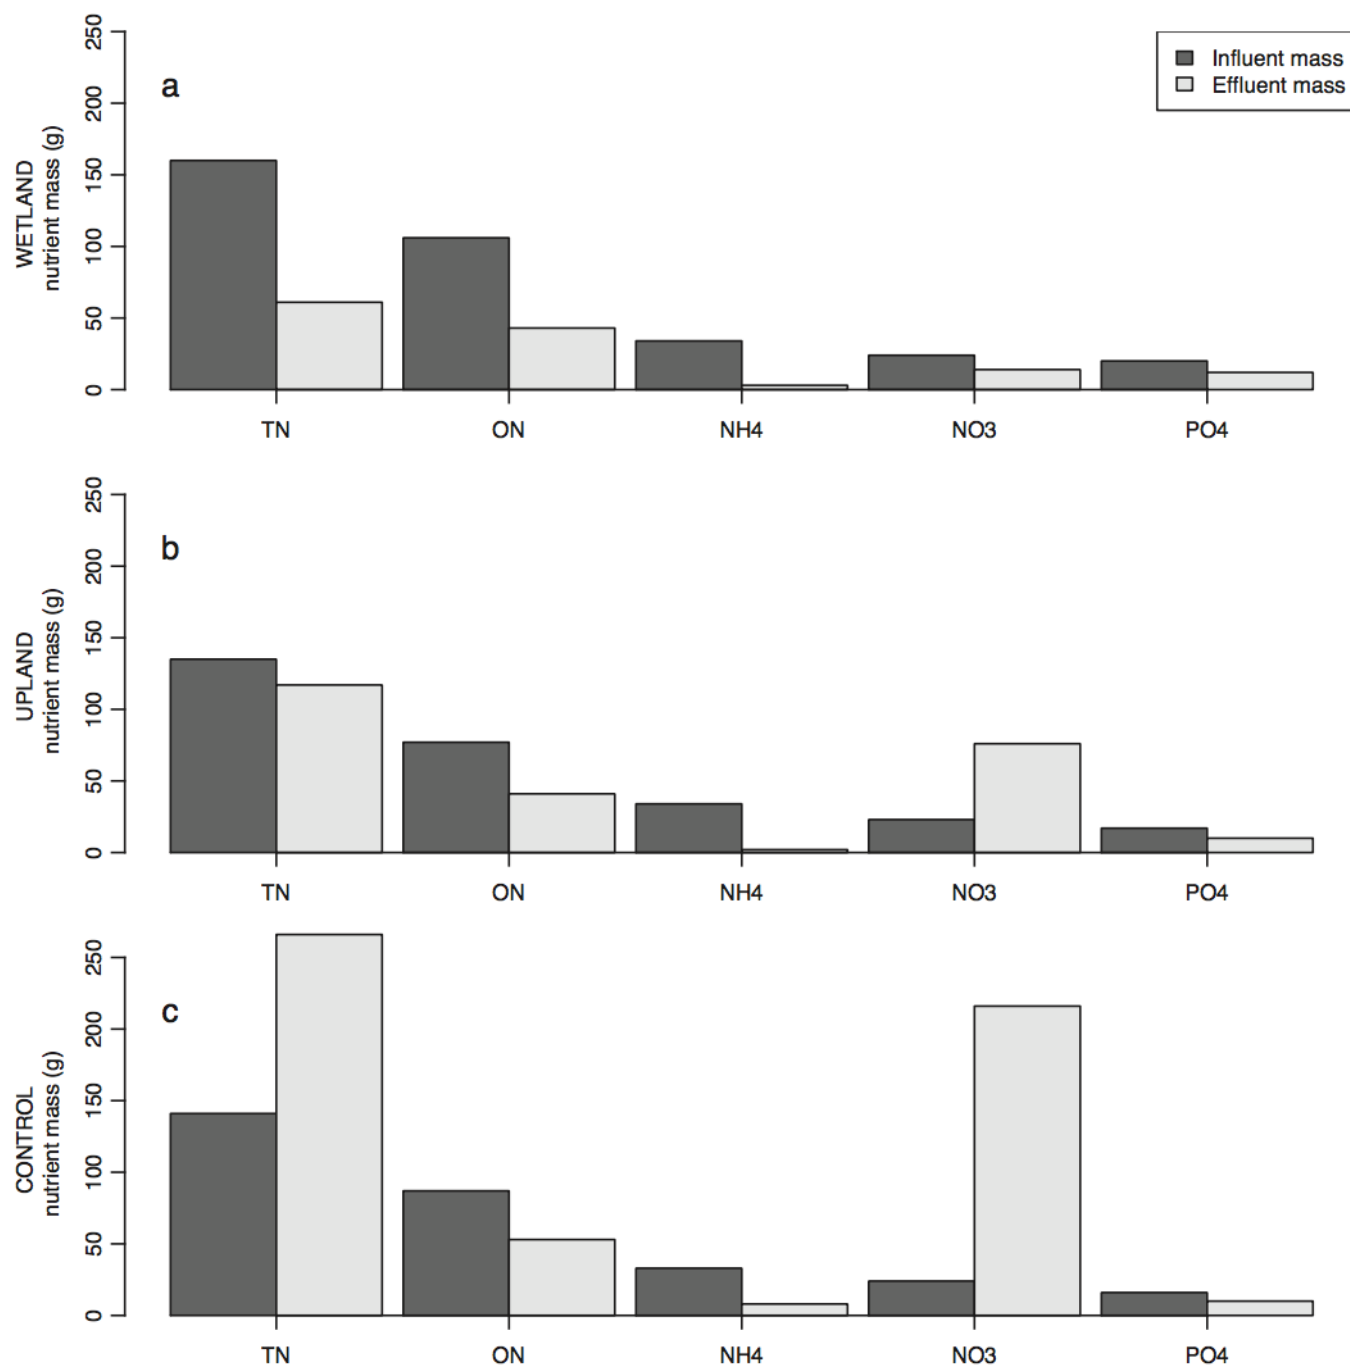 a
Influent mass
Effluent mass
WETLAND
nutrient mass (g)
250
200
150
100
50
0
TN ON NH4 NO3 PO4
b
UPLAND
nutrient mass (g)
250
200
150
100
50
0
TN ON NH4 NO3 PO4
c
CONTROL
nutrient mass (g)
250
200
150
100
50
0
TN ON NH4 NO3 PO4